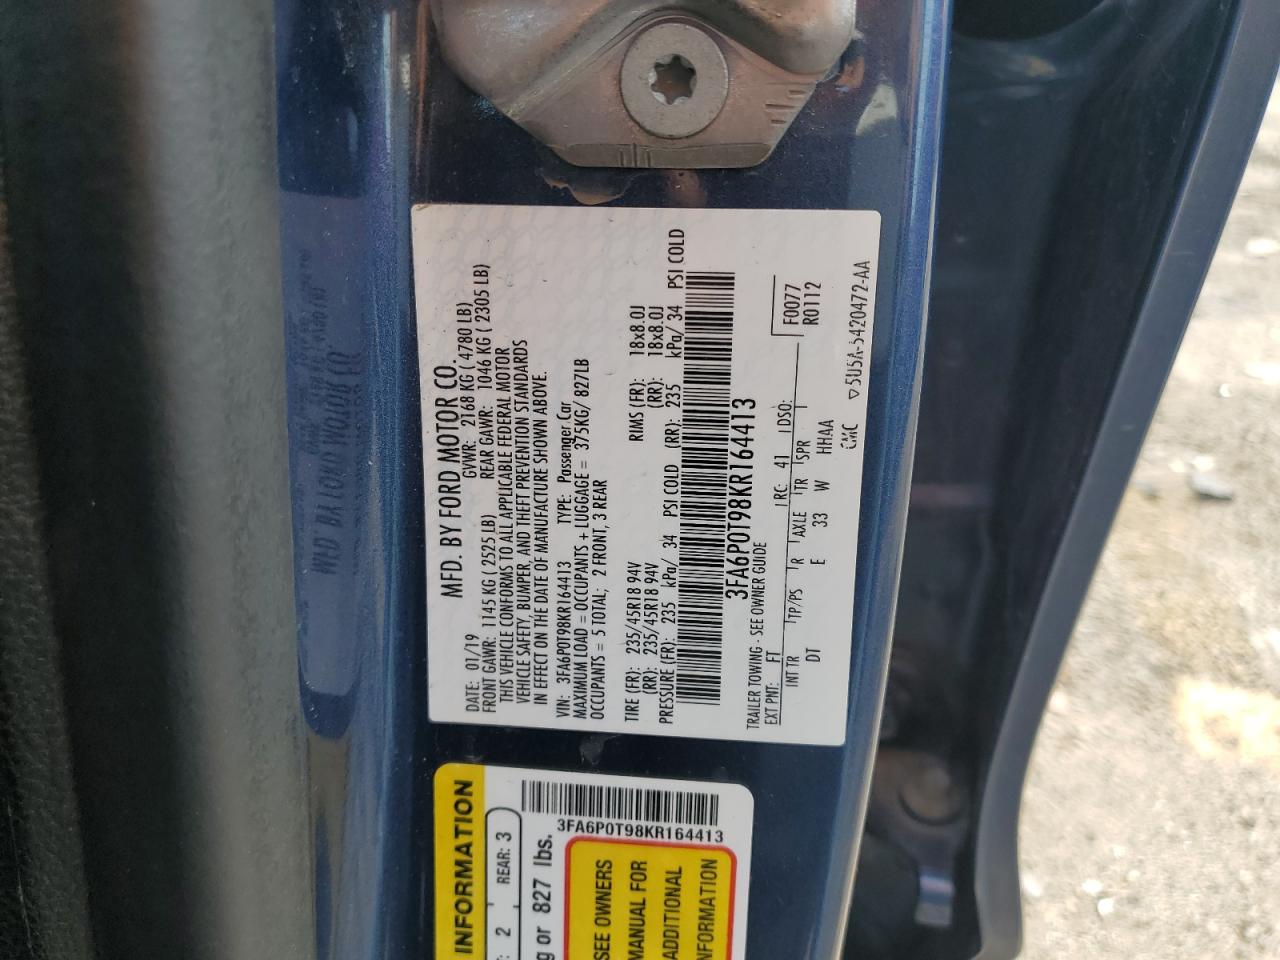 MFD. BY FORD MOTOR CO.
DATE: 01/19 GVWR: 2168 KG ( 4780 LB)
FRONT GAWR: 1145 KG ( 2525 LB) REAR GAWR: 1046 KG ( 2305 LB)
THIS VEHICLE CONFORMS TO ALL APPLICABLE FEDERAL MOTOR
VEHICLE SAFETY, BUMPER, AND THEFT PREVENTION STANDARDS
IN EFFECT ON THE DATE OF MANUFACTURE SHOWN ABOVE.
VIN: 3FA6P0T98KR164413 TYPE: Passenger Car
MAXIMUM LOAD = OCCUPANTS + LUGGAGE = 375KG/ 827LB
OCCUPANTS = 5 TOTAL; 2 FRONT, 3 REAR
TIRE (FR): 235/45R18 94V RIMS (FR): 18x8.0J
(RR): 235/45R18 94V (RR): 18x8.0J
PRESSURE (FR): 235 kPa/ 34 PSI COLD (RR): 235 kPa/ 34 PSI COLD
3FA6P0T98KR164413
TRAILER TOWING - SEE OWNER GUIDE F0077
EXT PNT: FT RC: 41 DSO: R0112
INT TR TP/PS R AXLE TR SPR
DT E 33 W HHAA
CMC 5U5A-5420472-AA
INFORMATION
2 REAR: 3
g or 827 lbs.
3FA6P0T98KR164413
SEE OWNERS
MANUAL FOR
ADDITIONAL
INFORMATION